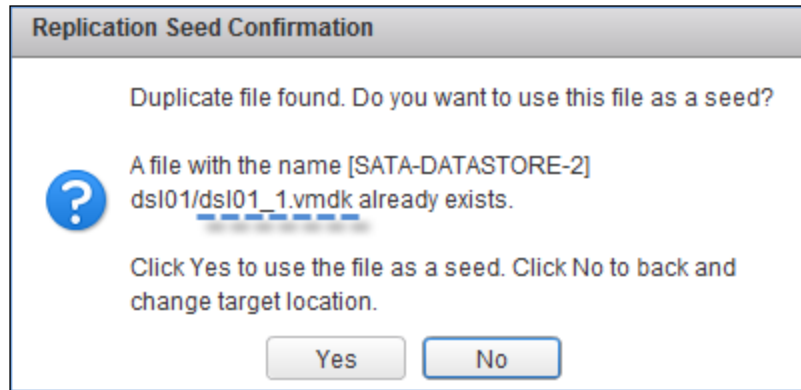 Replication Seed Confirmation
Duplicate file found. Do you want to use this file as a seed?
A file with the name [SATA-DATASTORE-2]
dsl01/dsl01_1.vmdk already exists.
Click Yes to use the file as a seed. Click No to back and
change target location.
Yes No